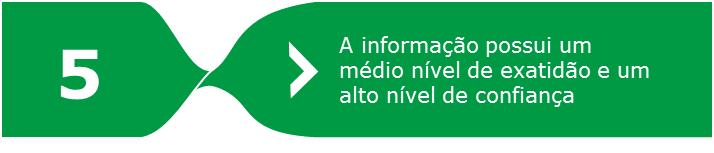 5
A informação possui um
médio nível de exatidão e um
alto nível de confiança